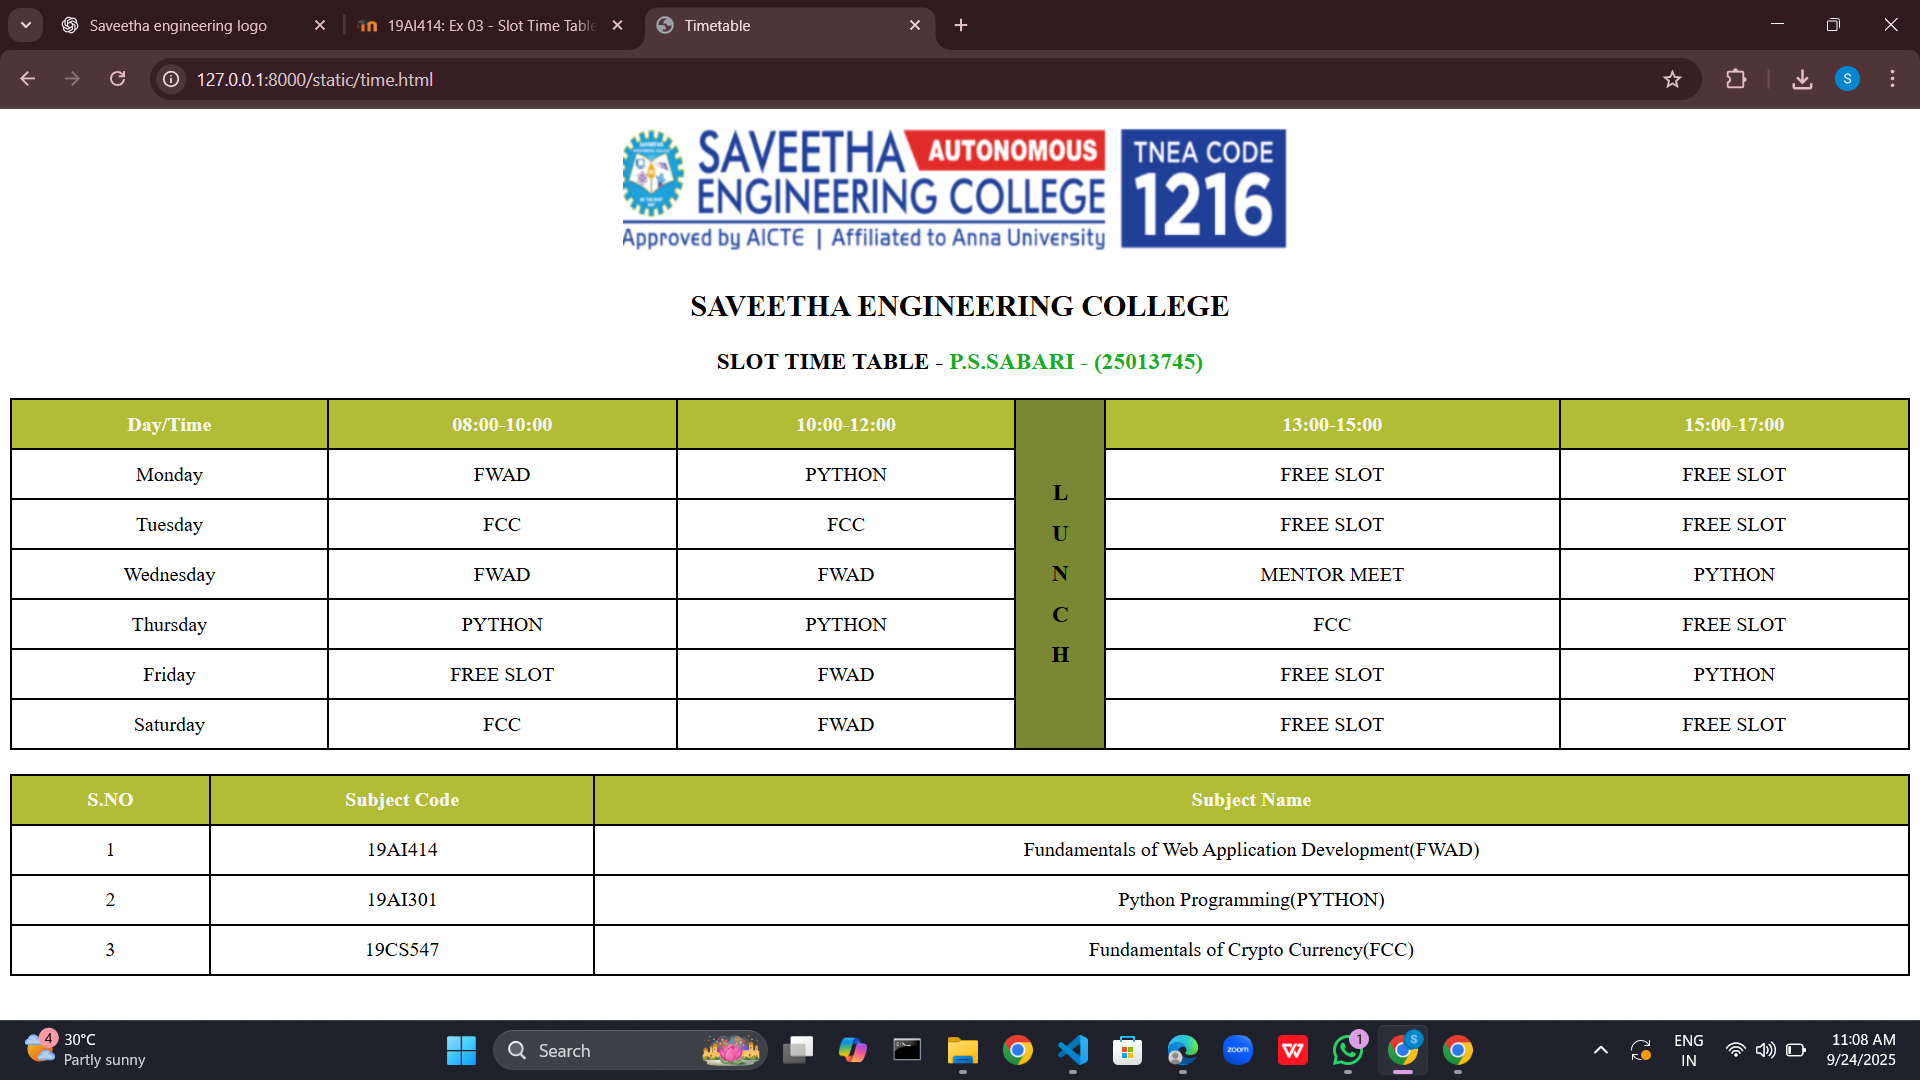 Saveetha engineering logo
19AI414: Ex 03 - Slot Time Table
Timetable
127.0.0.1:8000/static/time.html
S
SAVEETHA AUTONOMOUS
ENGINEERING COLLEGE
Approved by AICTE | Affiliated to Anna University
TNEA CODE
1216
SAVEETHA ENGINEERING COLLEGE
SLOT TIME TABLE - P.S.SABARI - (25013745)
Day/Time 08:00-10:00 10:00-12:00 13:00-15:00 15:00-17:00
Monday FWAD PYTHON FREE SLOT FREE SLOT
Tuesday FCC FCC FREE SLOT FREE SLOT
Wednesday FWAD FWAD MENTOR MEET PYTHON
Thursday PYTHON PYTHON FCC FREE SLOT
Friday FREE SLOT FWAD FREE SLOT PYTHON
Saturday FCC FWAD FREE SLOT FREE SLOT
L
U
N
C
H
S.NO Subject Code Subject Name
1 19AI414 Fundamentals of Web Application Development(FWAD)
2 19AI301 Python Programming(PYTHON)
3 19CS547 Fundamentals of Crypto Currency(FCC)
4
30°C
Partly sunny
Search
zoom
W
1
S
ENG
IN
11:08 AM
9/24/2025